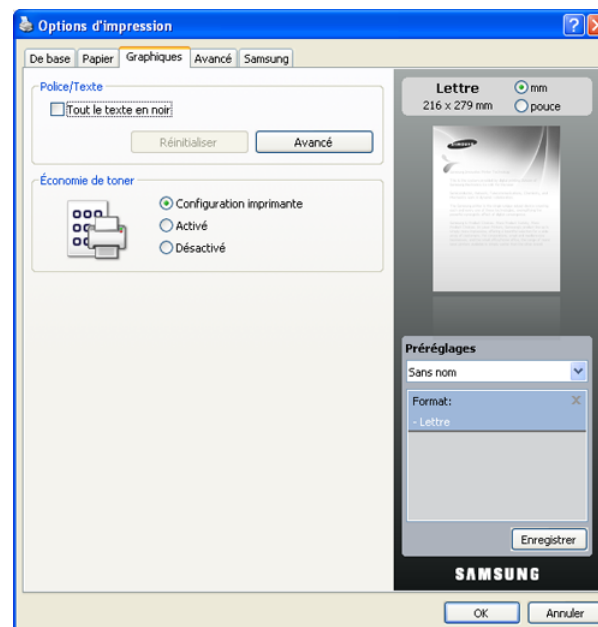 Options d'impression
De base Papier Graphiques Avancé Samsung
Police/Texte
Tout le texte en noir
Réinitialiser Avancé
Économie de toner
Configuration imprimante
Activé
Désactivé
Lettre mm
216 x 279 mm pouce
SAMSUNG
Préréglages
Sans nom
Format:
- Lettre
Enregistrer
SAMSUNG
OK Annuler